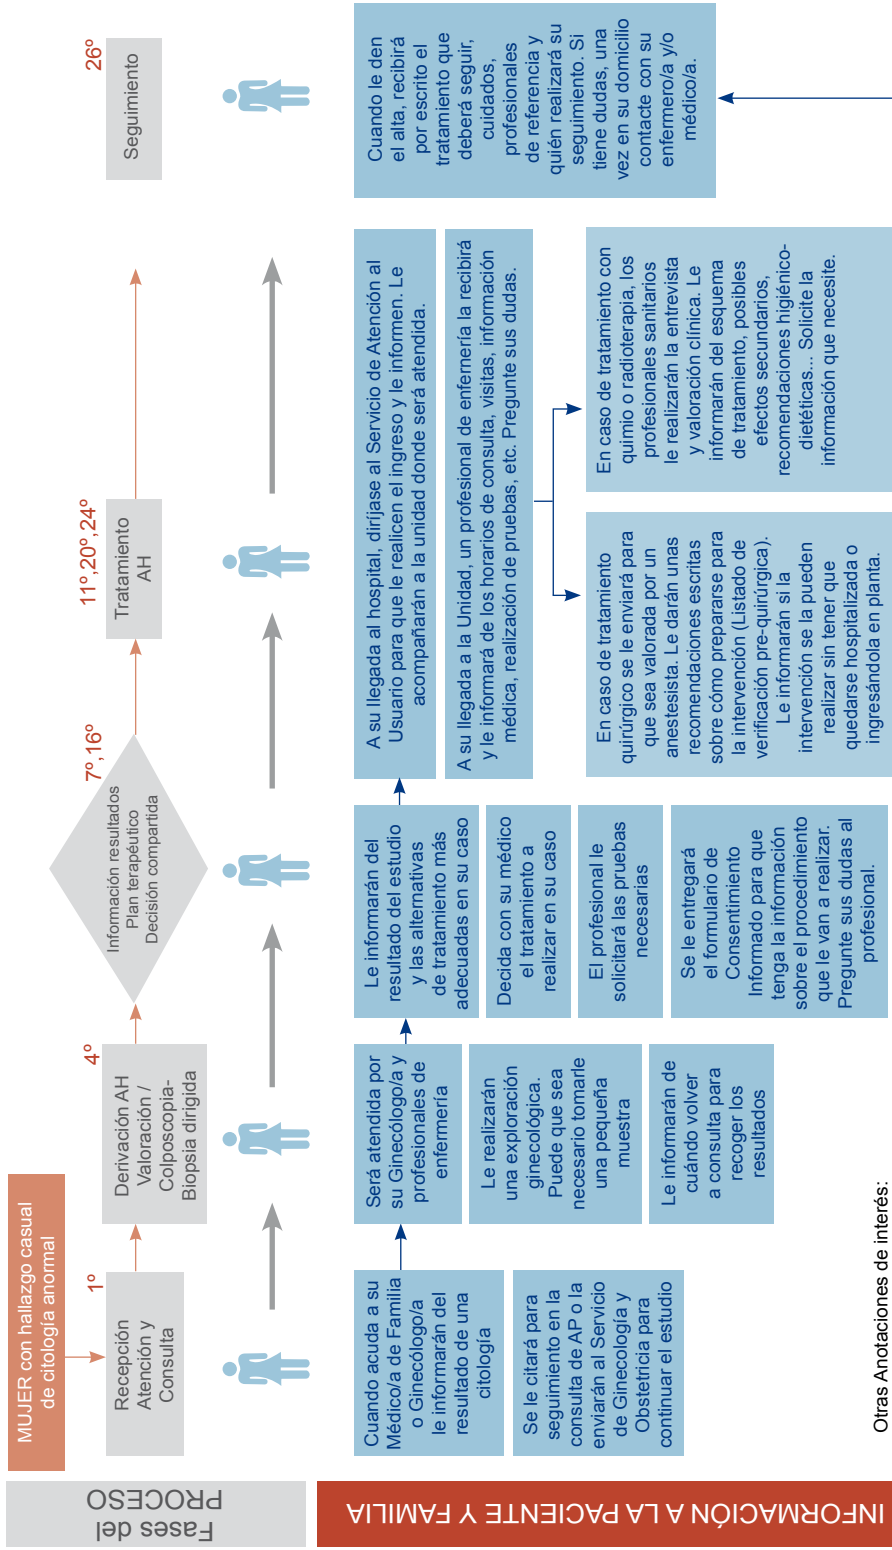 Fases del
PROCESO
MUJER con hallazgo casual
de citología anormal
1º
Recepción
Atención y
Consulta
4º
Derivación AH
Valoración /
Colposcopia-
Biopsia dirigida
7º,16º
Información resultados
Plan terapéutico
Decisión compartida
11º,20º,24º
Tratamiento
AH
26º
Seguimiento
INFORMACIÓN A LA PACIENTE Y FAMILIA
Cuando acuda a su
Médico/a de Familia
o Ginecólogo/a
le informarán del
resultado de una
citología
Se le citará para
seguimiento en la
consulta de AP o la
enviarán al Servicio
de Ginecología y
Obstetricia para
continuar el estudio
Será atendida por
su Ginecólogo/a y
profesionales de
enfermería
Le realizarán
una exploración
ginecológica.
Puede que sea
necesario tomarle
una pequeña
muestra
Le informarán de
cuándo volver
a consulta para
recoger los
resultados
Le informarán del
resultado del estudio
y las alternativas
de tratamiento más
adecuadas en su caso
Decida con su médico
el tratamiento a
realizar en su caso
El profesional le
solicitará las pruebas
necesarias
Se le entregará
el formulario de
Consentimiento
Informado para que
tenga la información
sobre el procedimiento
que le van a realizar.
Pregunte sus dudas al
profesional.
A su llegada al hospital, diríjase al Servicio de Atención al
Usuario para que le realicen el ingreso y le informen. Le
acompañarán a la unidad donde será atendida.
A su llegada a la Unidad, un profesional de enfermería la recibirá
y le informará de los horarios de consulta, visitas, información
médica, realización de pruebas, etc. Pregunte sus dudas.
En caso de tratamiento
quirúrgico se le enviará para
que sea valorada por un
anestesista. Le darán unas
recomendaciones escritas
sobre cómo prepararse para
la intervención (Listado de
verificación pre-quirúrgica).
Le informarán si la
intervención se la pueden
realizar sin tener que
quedarse hospitalizada o
ingresándola en planta.
En caso de tratamiento con
quimio o radioterapia, los
profesionales sanitarios
le realizarán la entrevista
y valoración clínica. Le
informarán del esquema
de tratamiento, posibles
efectos secundarios,
recomendaciones higiénico-
dietéticas... Solicite la
información que necesite.
Cuando le den
el alta, recibirá
por escrito el
tratamiento que
deberá seguir,
cuidados,
profesionales
de referencia y
quién realizará su
seguimiento. Si
tiene dudas, una
vez en su domicilio
contacte con su
enfermero/a y/o
médico/a.
Otras Anotaciones de interés: